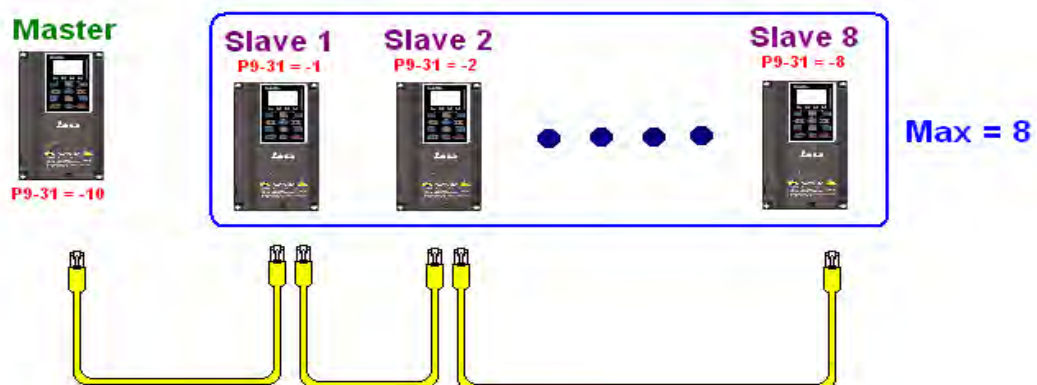 Master
P9-31 = -10
Slave 1
P9-31 = -1
Slave 2
P9-31 = -2
Slave 8
P9-31 = -8
Max = 8